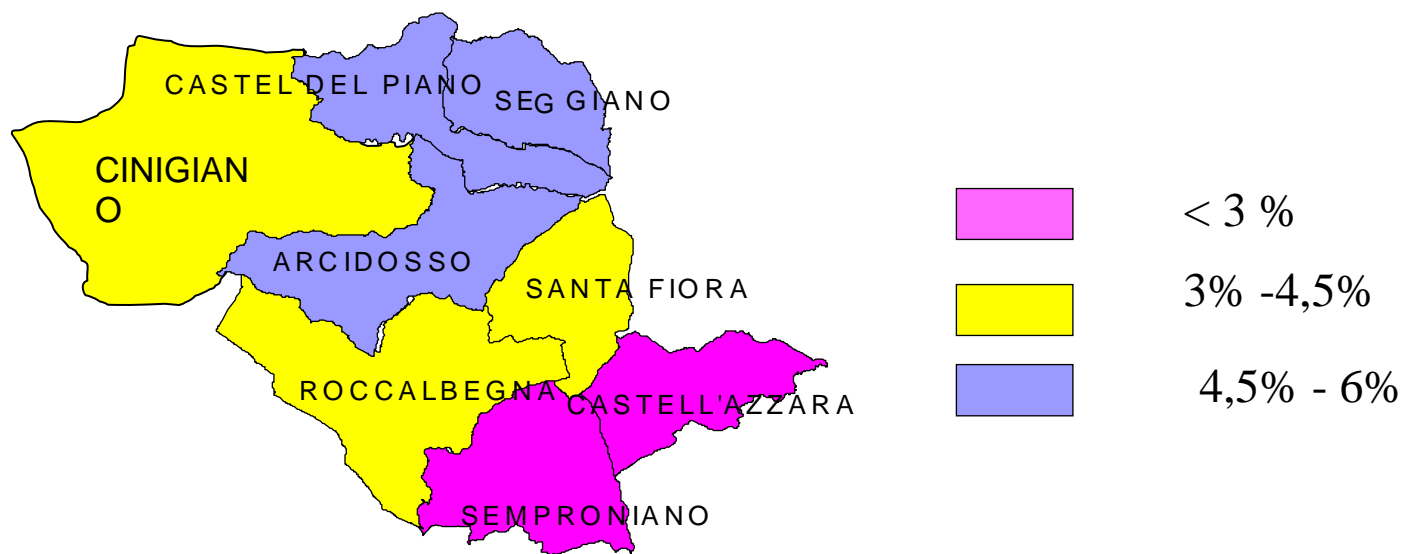 CASTEL DEL PIANO
SEGGIANO
CINIGIAN
O
ARCIDOSSO
SANTA FIORA
ROCCALBEGNA
CASTELL'AZZARA
SEMPRONIANO
< 3 %
3% -4,5%
4,5% - 6%